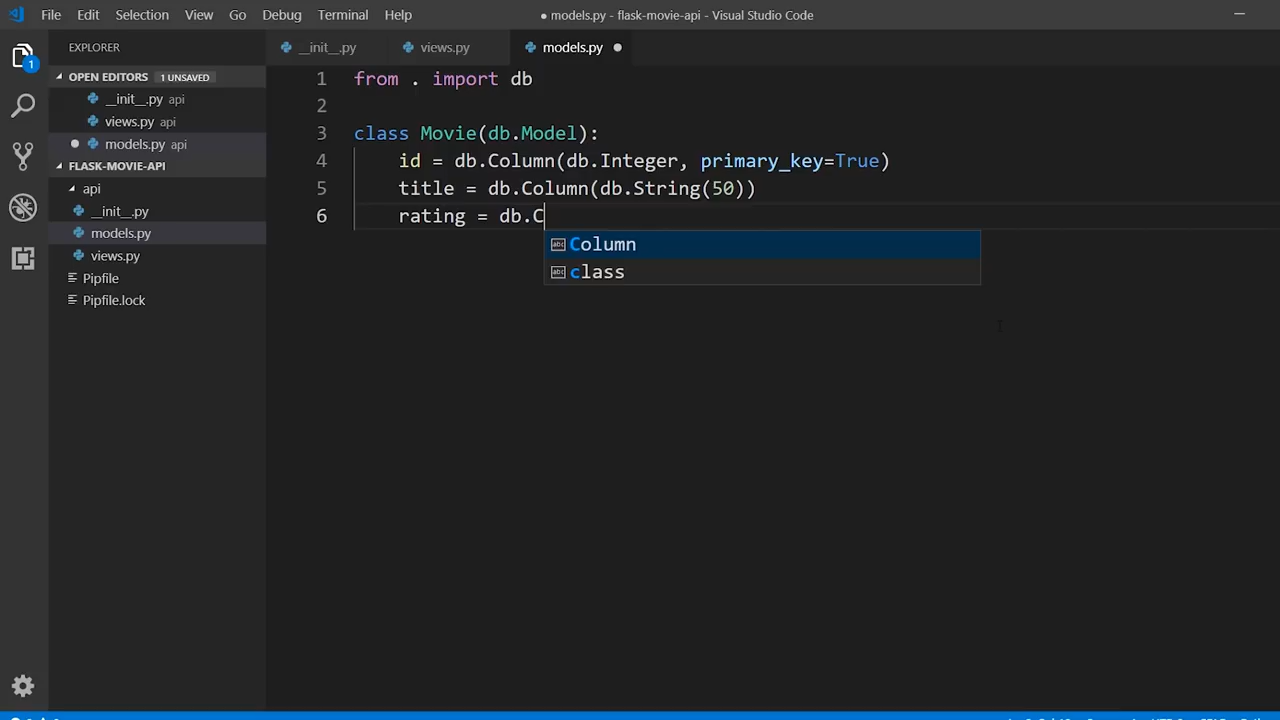 File Edit Selection View Go Debug Terminal Help
● models.py - flask-movie-api - Visual Studio Code
EXPLORER
__init__.py
views.py
models.py
OPEN EDITORS 1 UNSAVED
__init__.py api
views.py api
models.py api
FLASK-MOVIE-API
api
__init__.py
models.py
views.py
Pipfile
Pipfile.lock
1
1 from . import db
2
3 class Movie(db.Model):
4 id = db.Column(db.Integer, primary_key=True)
5 title = db.Column(db.String(50))
6 rating = db.C
abc Column
abc class